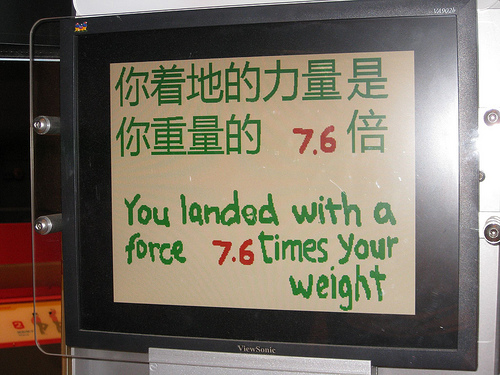 VA902b
你着地的力量是
你重量的 7.6 倍
You landed with a
force 7.6 times your
weight
ViewSonic